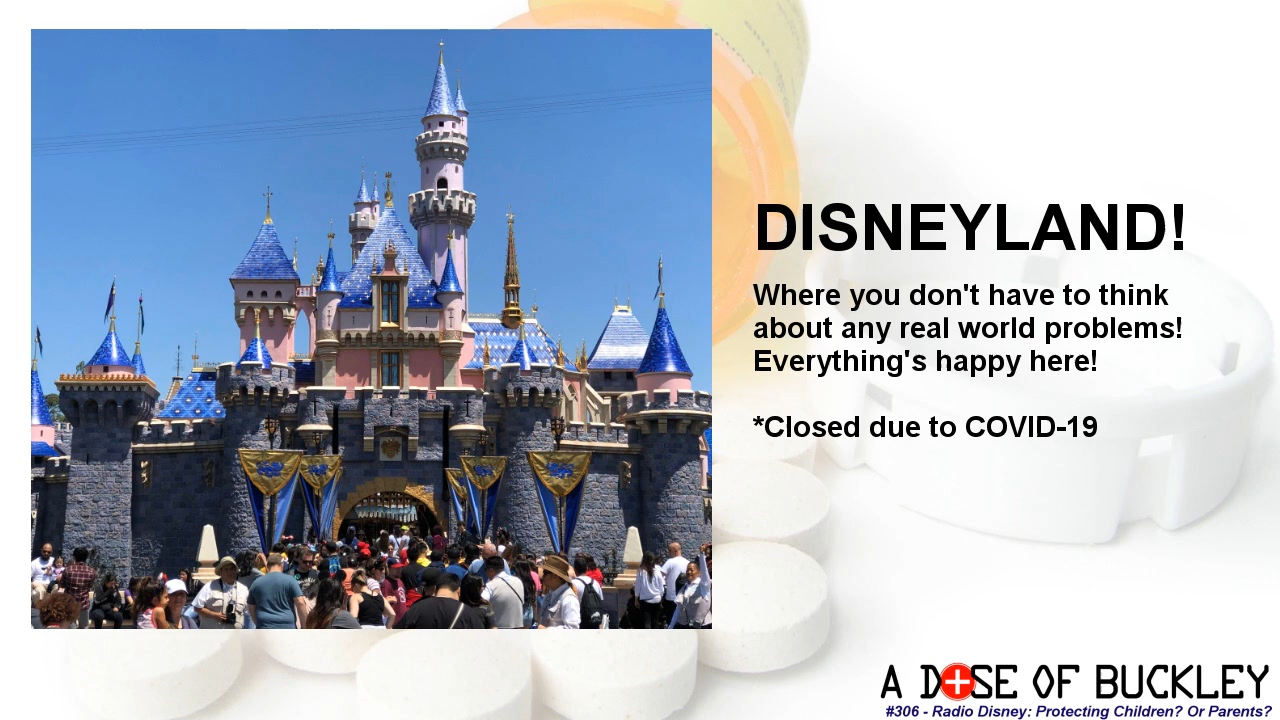 DISNEYLAND!
Where you don't have to think
about any real world problems!
Everything's happy here!
*Closed due to COVID-19
A DOSE OF BUCKLEY
#306 - Radio Disney: Protecting Children? Or Parents?